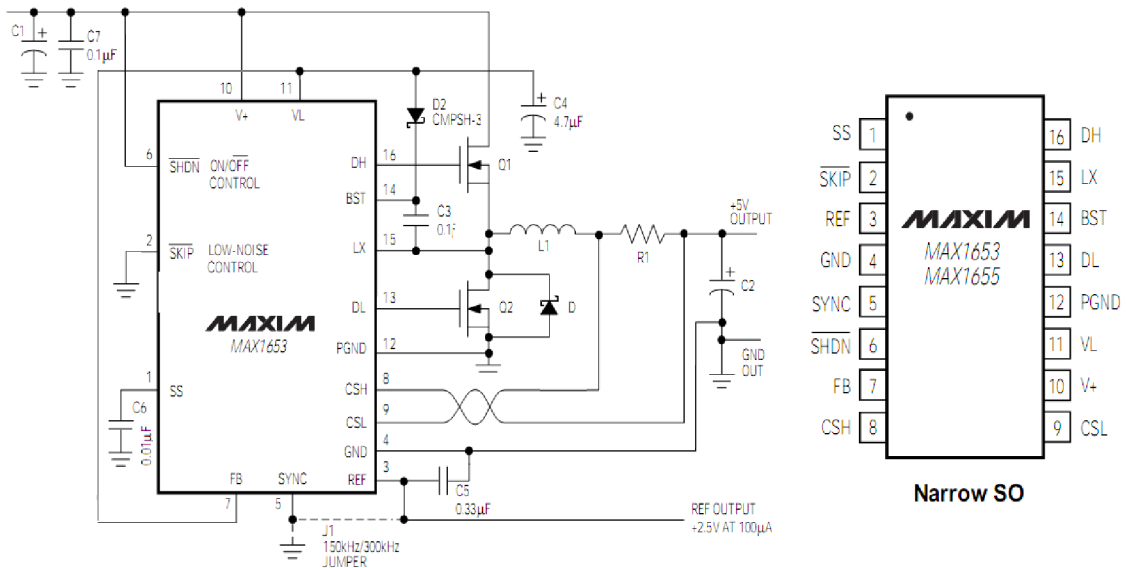 C1
C7
0.1µF
10
11
V+
VL
D2
CMPSH-3
C4
4.7µF
6
SHDN
ON/OFF
CONTROL
DH
16
Q1
BST
14
C3
0.1
+5V
OUTPUT
2
SKIP
LOW-NOISE
CONTROL
LX
15
L1
R1
C2
DL
13
Q2
D
MAXIM
MAX1653
PGND
12
GND
OUT
1
SS
C6
0.01µF
CSH
8
CSL
9
GND
4
REF
3
FB
SYNC
7
5
C5
0.33µF
J1
150kHz/300kHz
JUMPER
REF OUTPUT
+2.5V AT 100µA
SS 1
SKIP 2
REF 3
GND 4
SYNC 5
SHDN 6
FB 7
CSH 8
MAXIM
MAX1653
MAX1655
16 DH
15 LX
14 BST
13 DL
12 PGND
11 VL
10 V+
9 CSL
Narrow SO